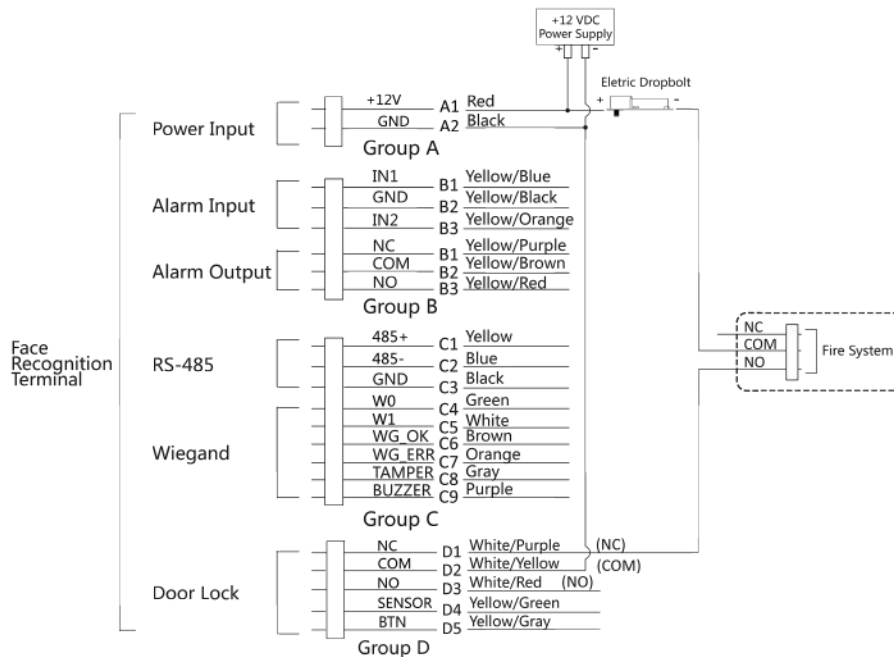 +12 VDC
Power Supply
+ -
Eletric Dropbolt
+ -
Power Input
+12V A1 Red
GND A2 Black
Group A
Alarm Input
IN1 B1 Yellow/Blue
GND B2 Yellow/Black
IN2 B3 Yellow/Orange
Alarm Output
NC B1 Yellow/Purple
COM B2 Yellow/Brown
NO B3 Yellow/Red
Group B
Face
Recognition
Terminal
RS-485
485+ C1 Yellow
485- C2 Blue
GND C3 Black
Wiegand
W0 C4 Green
W1 C5 White
WG_OK C6 Brown
WG_ERR C7 Orange
TAMPER C8 Gray
BUZZER C9 Purple
Group C
Door Lock
NC D1 White/Purple (NC)
COM D2 White/Yellow (COM)
NO D3 White/Red (NO)
SENSOR D4 Yellow/Green
BTN D5 Yellow/Gray
Group D
NC
COM
NO
Fire System